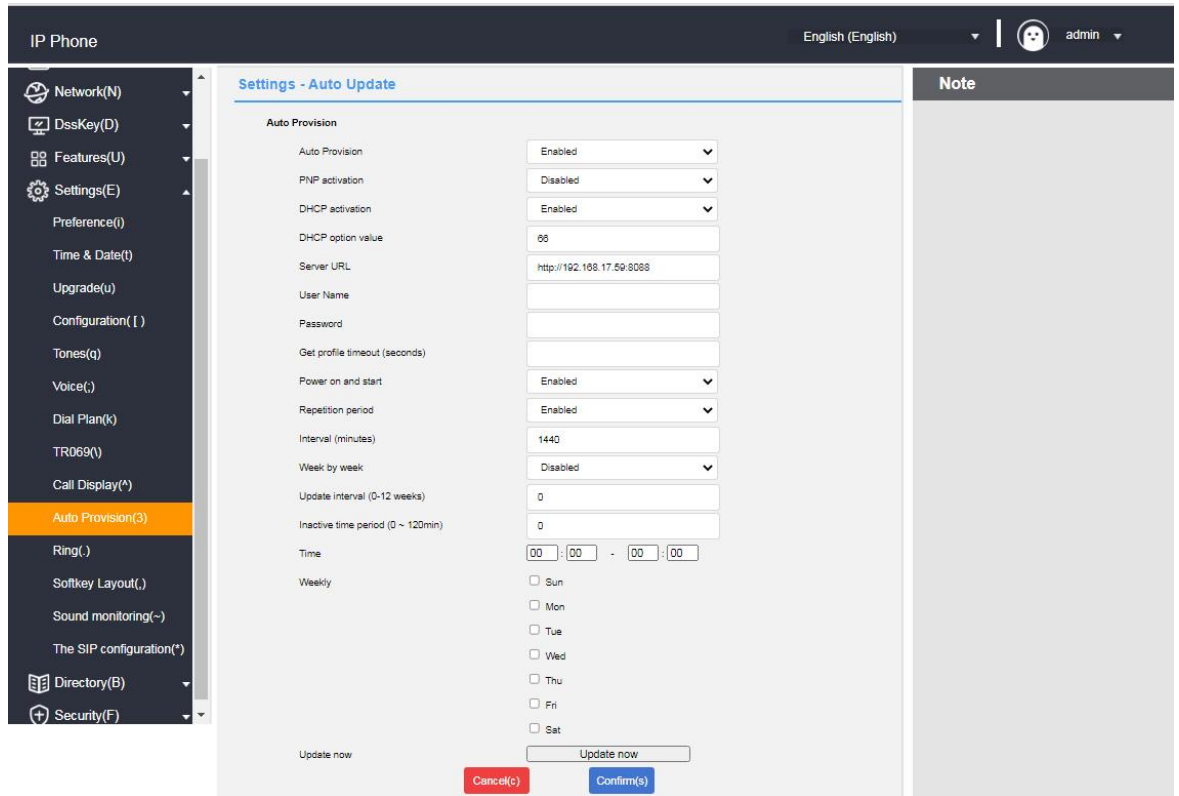 IP Phone
English (English)
admin
Network(N)
DssKey(D)
Features(U)
Settings(E)
Preference(i)
Time & Date(t)
Upgrade(u)
Configuration( [ )
Tones(q)
Voice(;)
Dial Plan(k)
TR069(\)
Call Display(^)
Auto Provision(3)
Ring(.)
Softkey Layout(,)
Sound monitoring(~)
The SIP configuration(*)
Directory(B)
Security(F)
Settings - Auto Update
Auto Provision
Auto Provision Enabled
PNP activation Disabled
DHCP activation Enabled
DHCP option value 66
Server URL http://192.168.17.59:8088
User Name
Password
Get profile timeout (seconds)
Power on and start Enabled
Repetition period Enabled
Interval (minutes) 1440
Week by week Disabled
Update interval (0-12 weeks) 0
Inactive time period (0 ~ 120min) 0
Time 00 : 00 - 00 : 00
Weekly Sun
Mon
Tue
Wed
Thu
Fri
Sat
Update now Update now
Cancel(c) Confirm(s)
Note